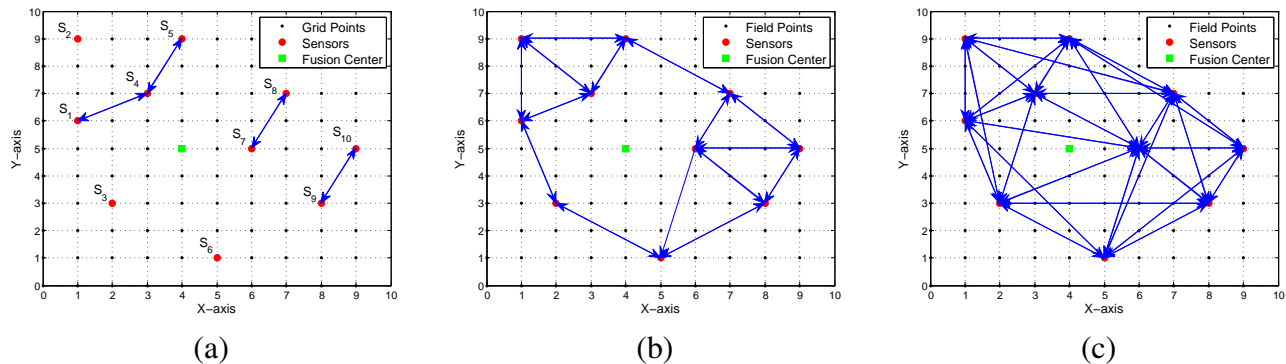 10
9
8
7
6
5
4
3
2
1
0
0 1 2 3 4 5 6 7 8 9 10
X−axis
Y−axis
Grid Points
Sensors
Fusion Center
S2
S5
S4
S1
S8
S7
S10
S3
S9
S6
(a)
10
9
8
7
6
5
4
3
2
1
0
0 1 2 3 4 5 6 7 8 9 10
X−axis
Y−axis
Field Points
Sensors
Fusion Center
(b)
10
9
8
7
6
5
4
3
2
1
0
0 1 2 3 4 5 6 7 8 9 10
X−axis
Y−axis
Field Points
Sensors
Fusion Center
(c)